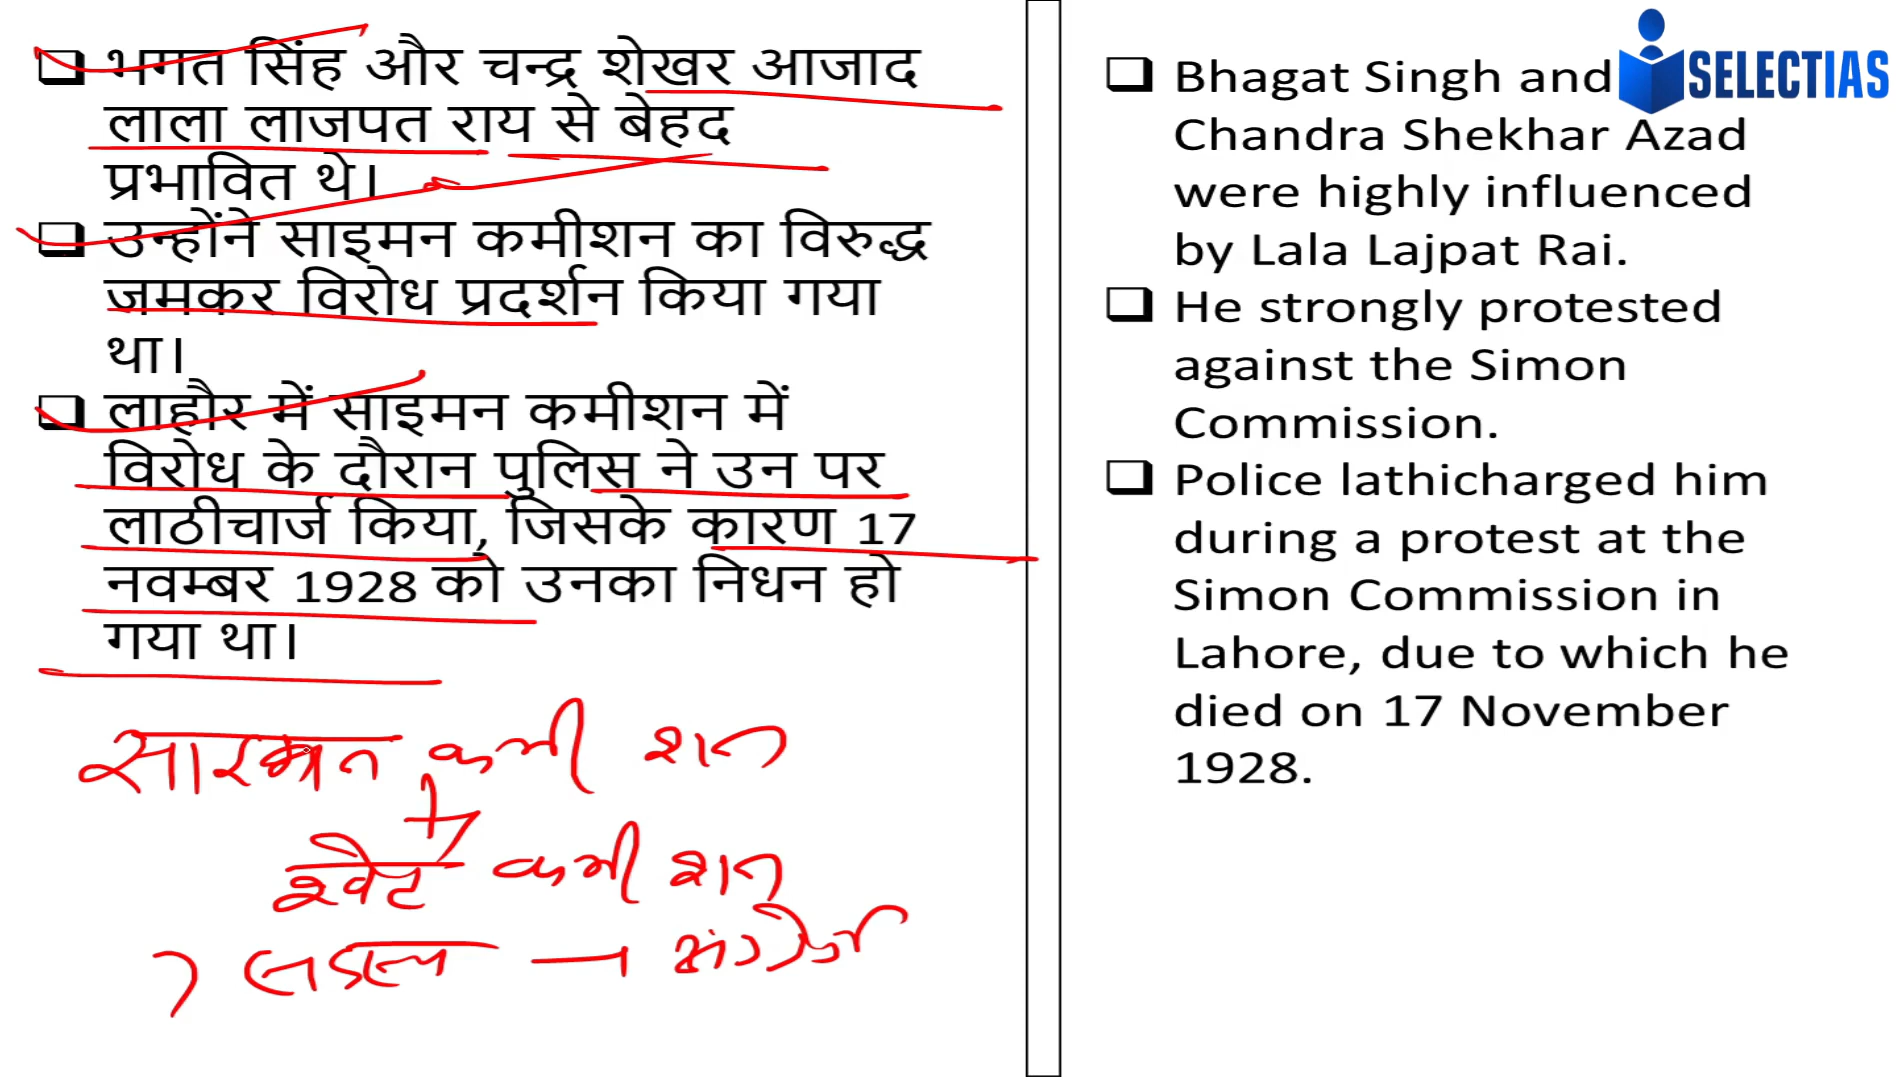 भगत सिंह और चन्द्र शेखर आजाद
लाला लाजपत राय से बेहद
प्रभावित थे।
उन्होंने साइमन कमीशन का विरुद्ध
जमकर विरोध प्रदर्शन किया गया
था।
लाहौर में साइमन कमीशन में
विरोध के दौरान पुलिस ने उन पर
लाठीचार्ज किया, जिसके कारण 17
नवम्बर 1928 को उनका निधन हो
गया था।
साइमन कमीशन
श्वेत कमीशन
7 सदस्य → अंग्रेज
SELECTIAS
Bhagat Singh and
Chandra Shekhar Azad
were highly influenced
by Lala Lajpat Rai.
He strongly protested
against the Simon
Commission.
Police lathicharged him
during a protest at the
Simon Commission in
Lahore, due to which he
died on 17 November
1928.